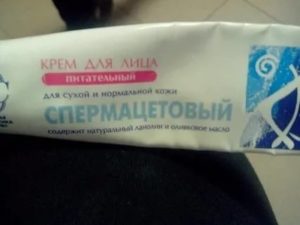 КРЕМ ДЛЯ ЛИЦА
питательный
для сухой и нормальной кожи
СПЕРМАЦЕТОВЫЙ
содержит натуральный ланолин и оливковое масло